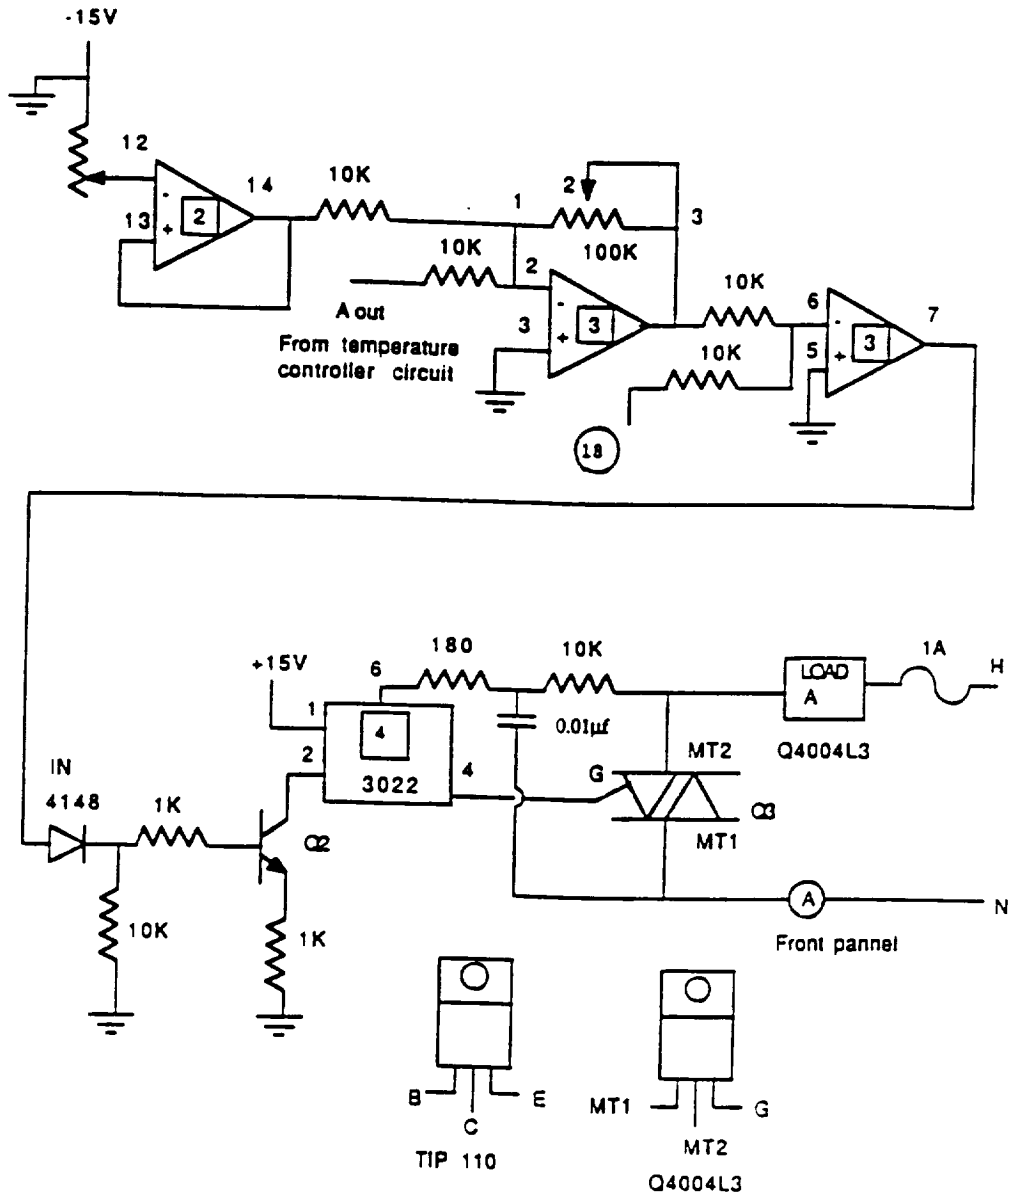 -15V
12
14
10K
13
-
+
2
1
2
3
10K
100K
2
3
-
+
3
A out
From temperature
controller circuit
10K
10K
6
5
-
+
3
7
18
180
10K
1A
H
+15V
6
1
4
2
3022
4
0.01µf
LOAD
A
Q4004L3
MT2
G
Q3
MT1
IN
4148
1K
Q2
10K
1K
A
N
Front pannel
B
C
E
TIP 110
MT1
G
MT2
Q4004L3